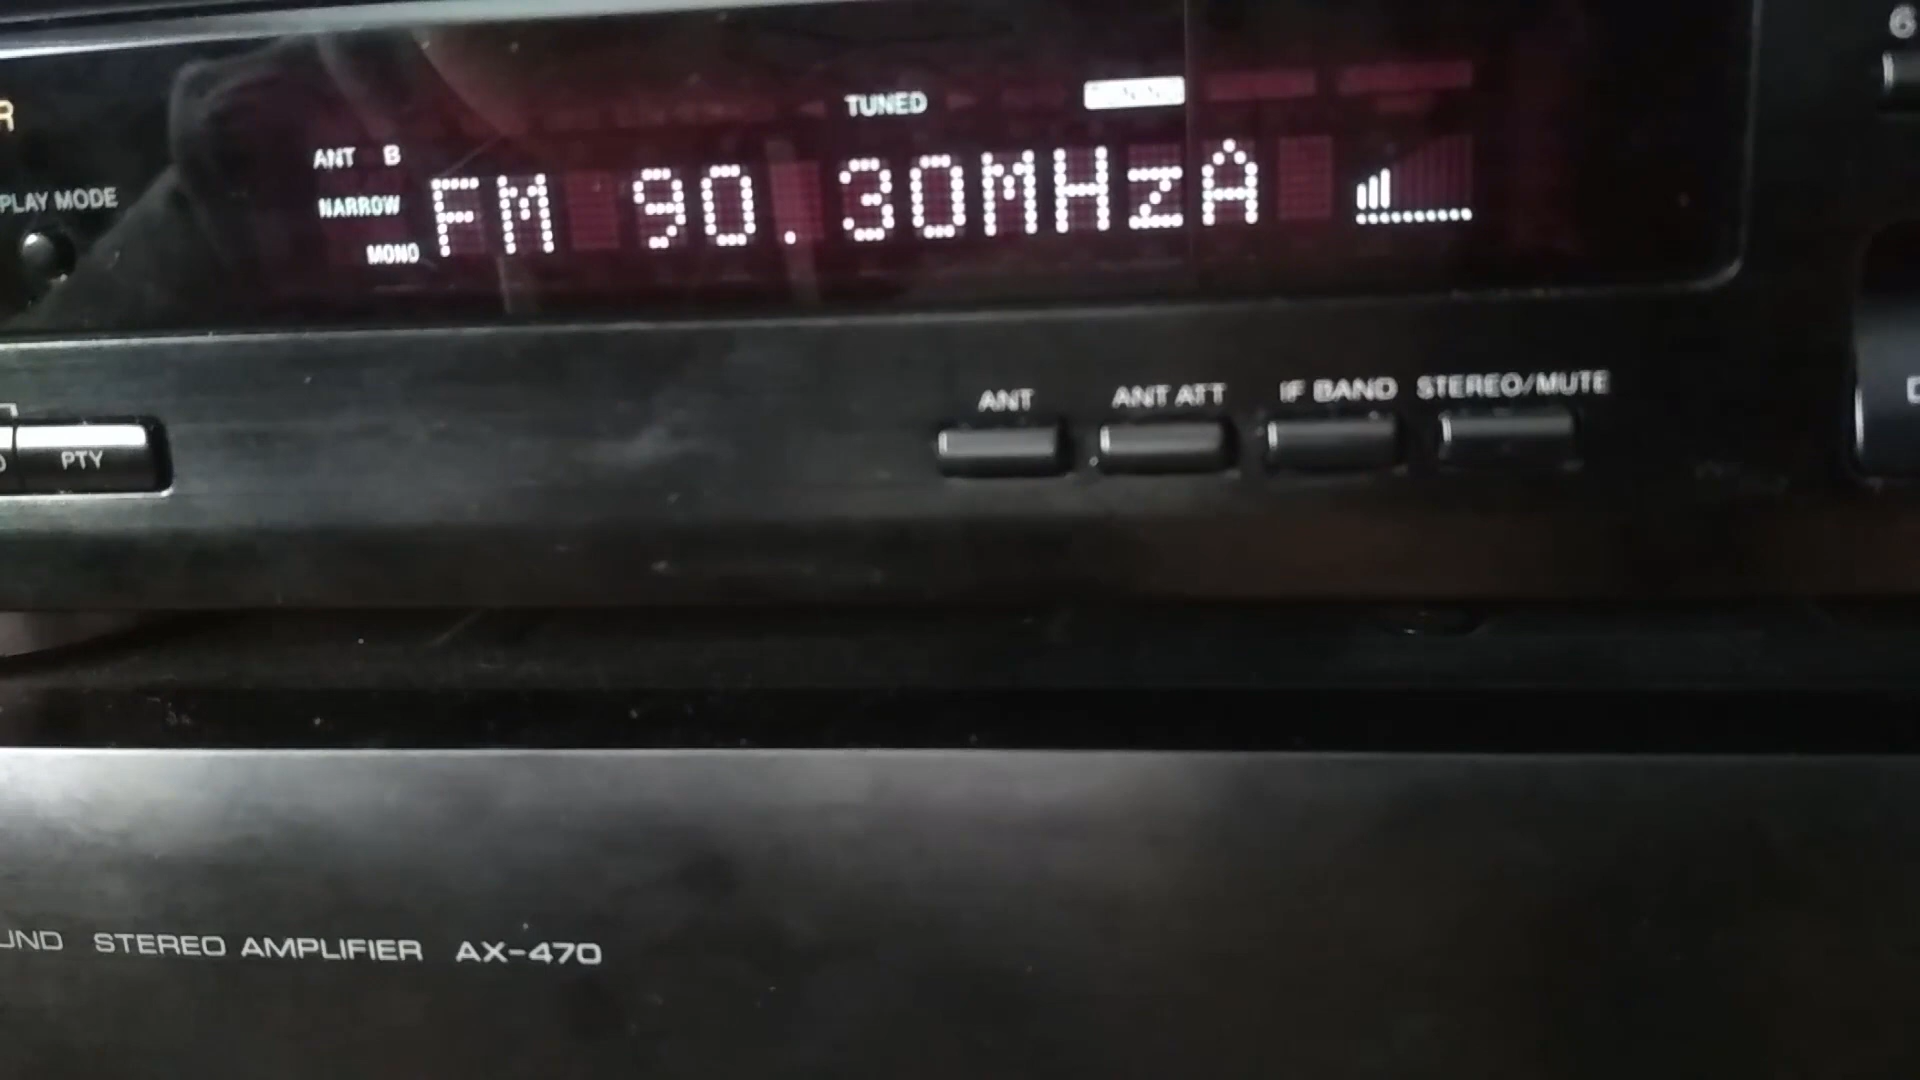 TUNED
ANT B
NARROW
MONO
FM 90.30MHzA
PLAY MODE
6
PTY
ANT
ANT ATT
IF BAND
STEREO/MUTE
STEREO AMPLIFIER AX-470